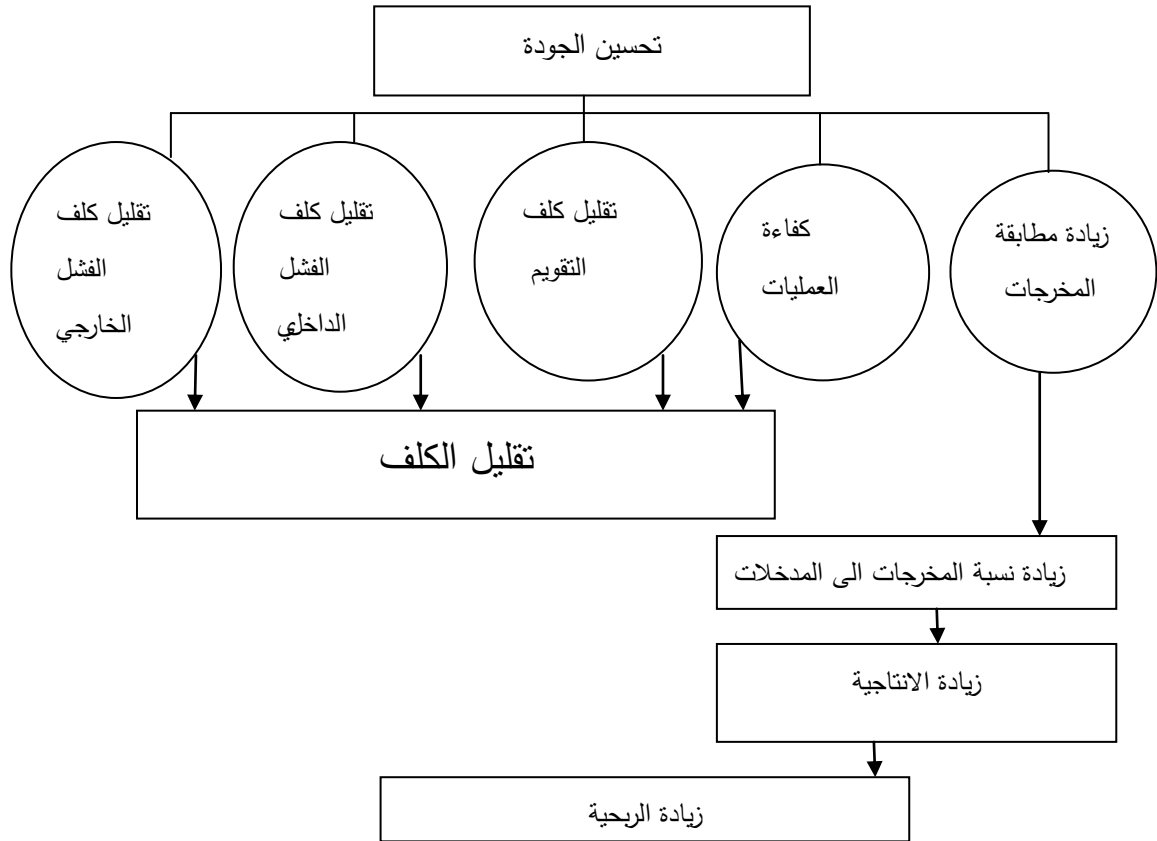 تحسين الجودة
زيادة مطابقة
المخرجات
كفاءة
العمليات
تقليل كلف
التقويم
تقليل كلف
الفشل
الداخلي
تقليل كلف
الفشل
الخارجي
تقليل الكلف
زيادة نسبة المخرجات الى المدخلات
زيادة الانتاجية
زيادة الربحية